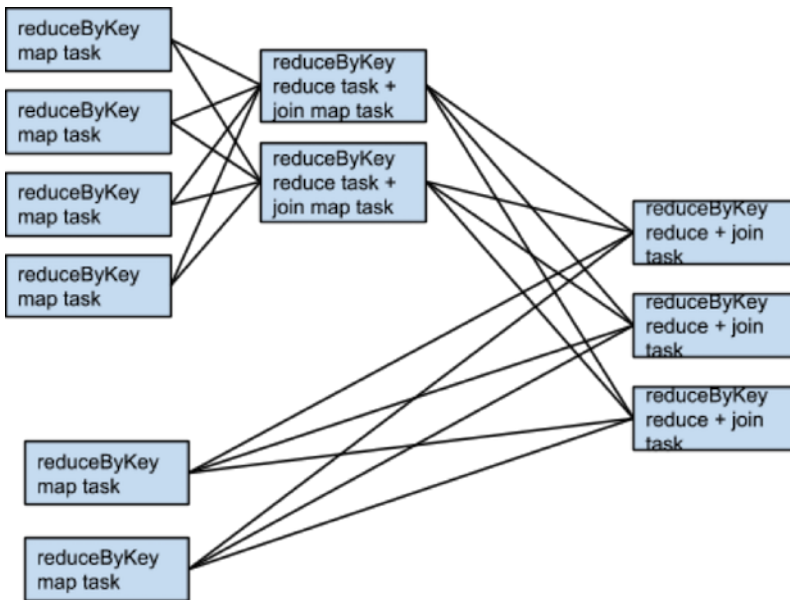 reduceByKey
map task
reduceByKey
map task
reduceByKey
map task
reduceByKey
map task
reduceByKey
reduce task +
join map task
reduceByKey
reduce task +
join map task
reduceByKey
reduce + join
task
reduceByKey
reduce + join
task
reduceByKey
reduce + join
task
reduceByKey
map task
reduceByKey
map task